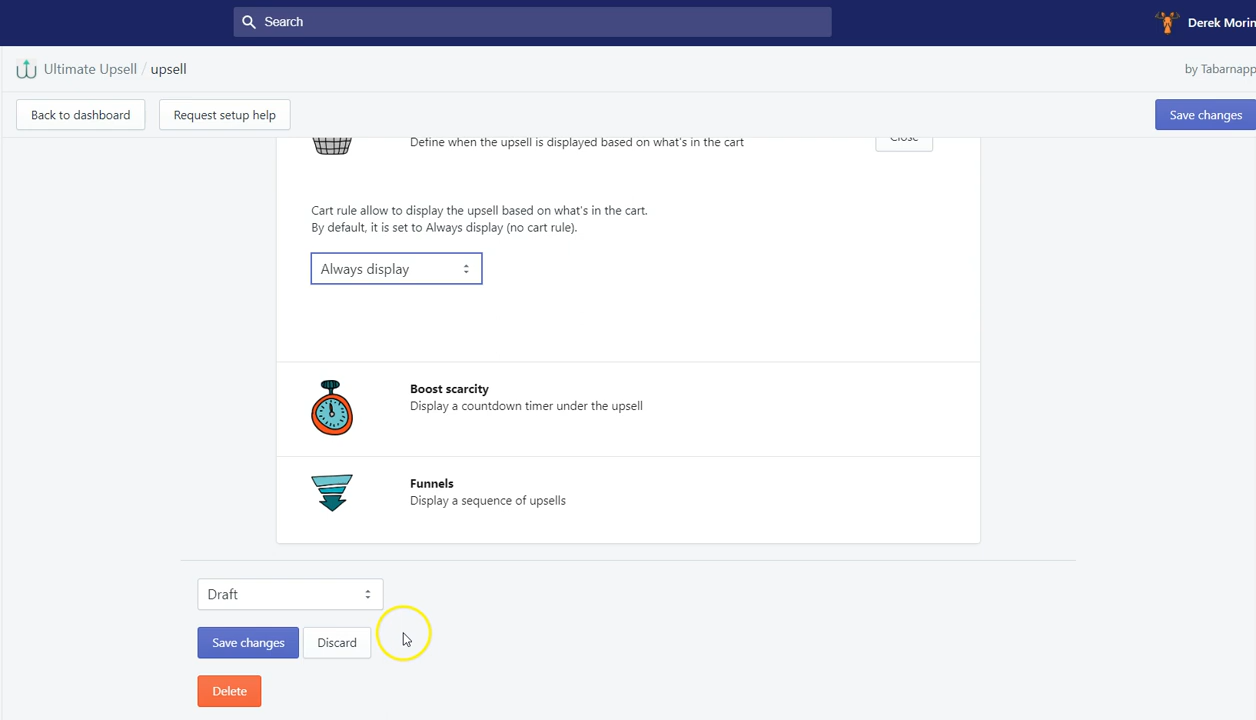 Search
Derek Morin
Ultimate Upsell / upsell
by Tabarnapp
Back to dashboard
Request setup help
Save changes
Define when the upsell is displayed based on what's in the cart
Close
Cart rule allow to display the upsell based on what's in the cart.
By default, it is set to Always display (no cart rule).
Always display
Boost scarcity
Display a countdown timer under the upsell
Funnels
Display a sequence of upsells
Draft
Save changes
Discard
Delete